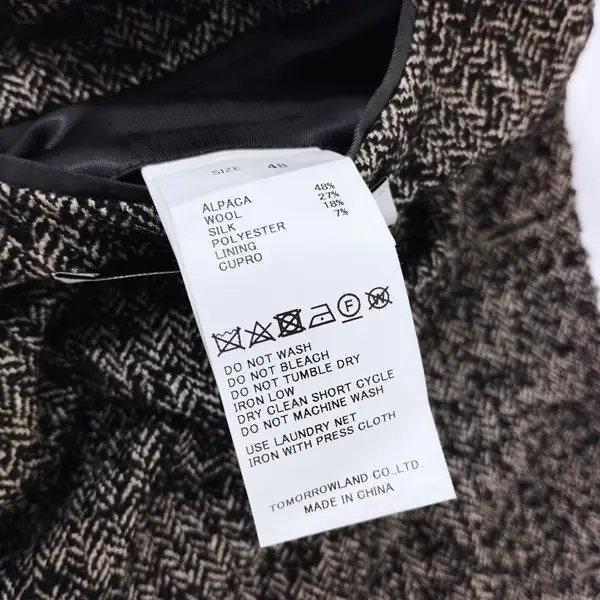 SIZE 48
ALPACA 48%
WOOL 27%
SILK 18%
POLYESTER 7%
LINING
CUPRO
F
W
DO NOT WASH
DO NOT BLEACH
DO NOT TUMBLE DRY
IRON LOW
DRY CLEAN SHORT CYCLE
DO NOT MACHINE WASH
USE LAUNDRY NET
IRON WITH PRESS CLOTH
TOMORROWLAND CO.,LTD.
MADE IN CHINA